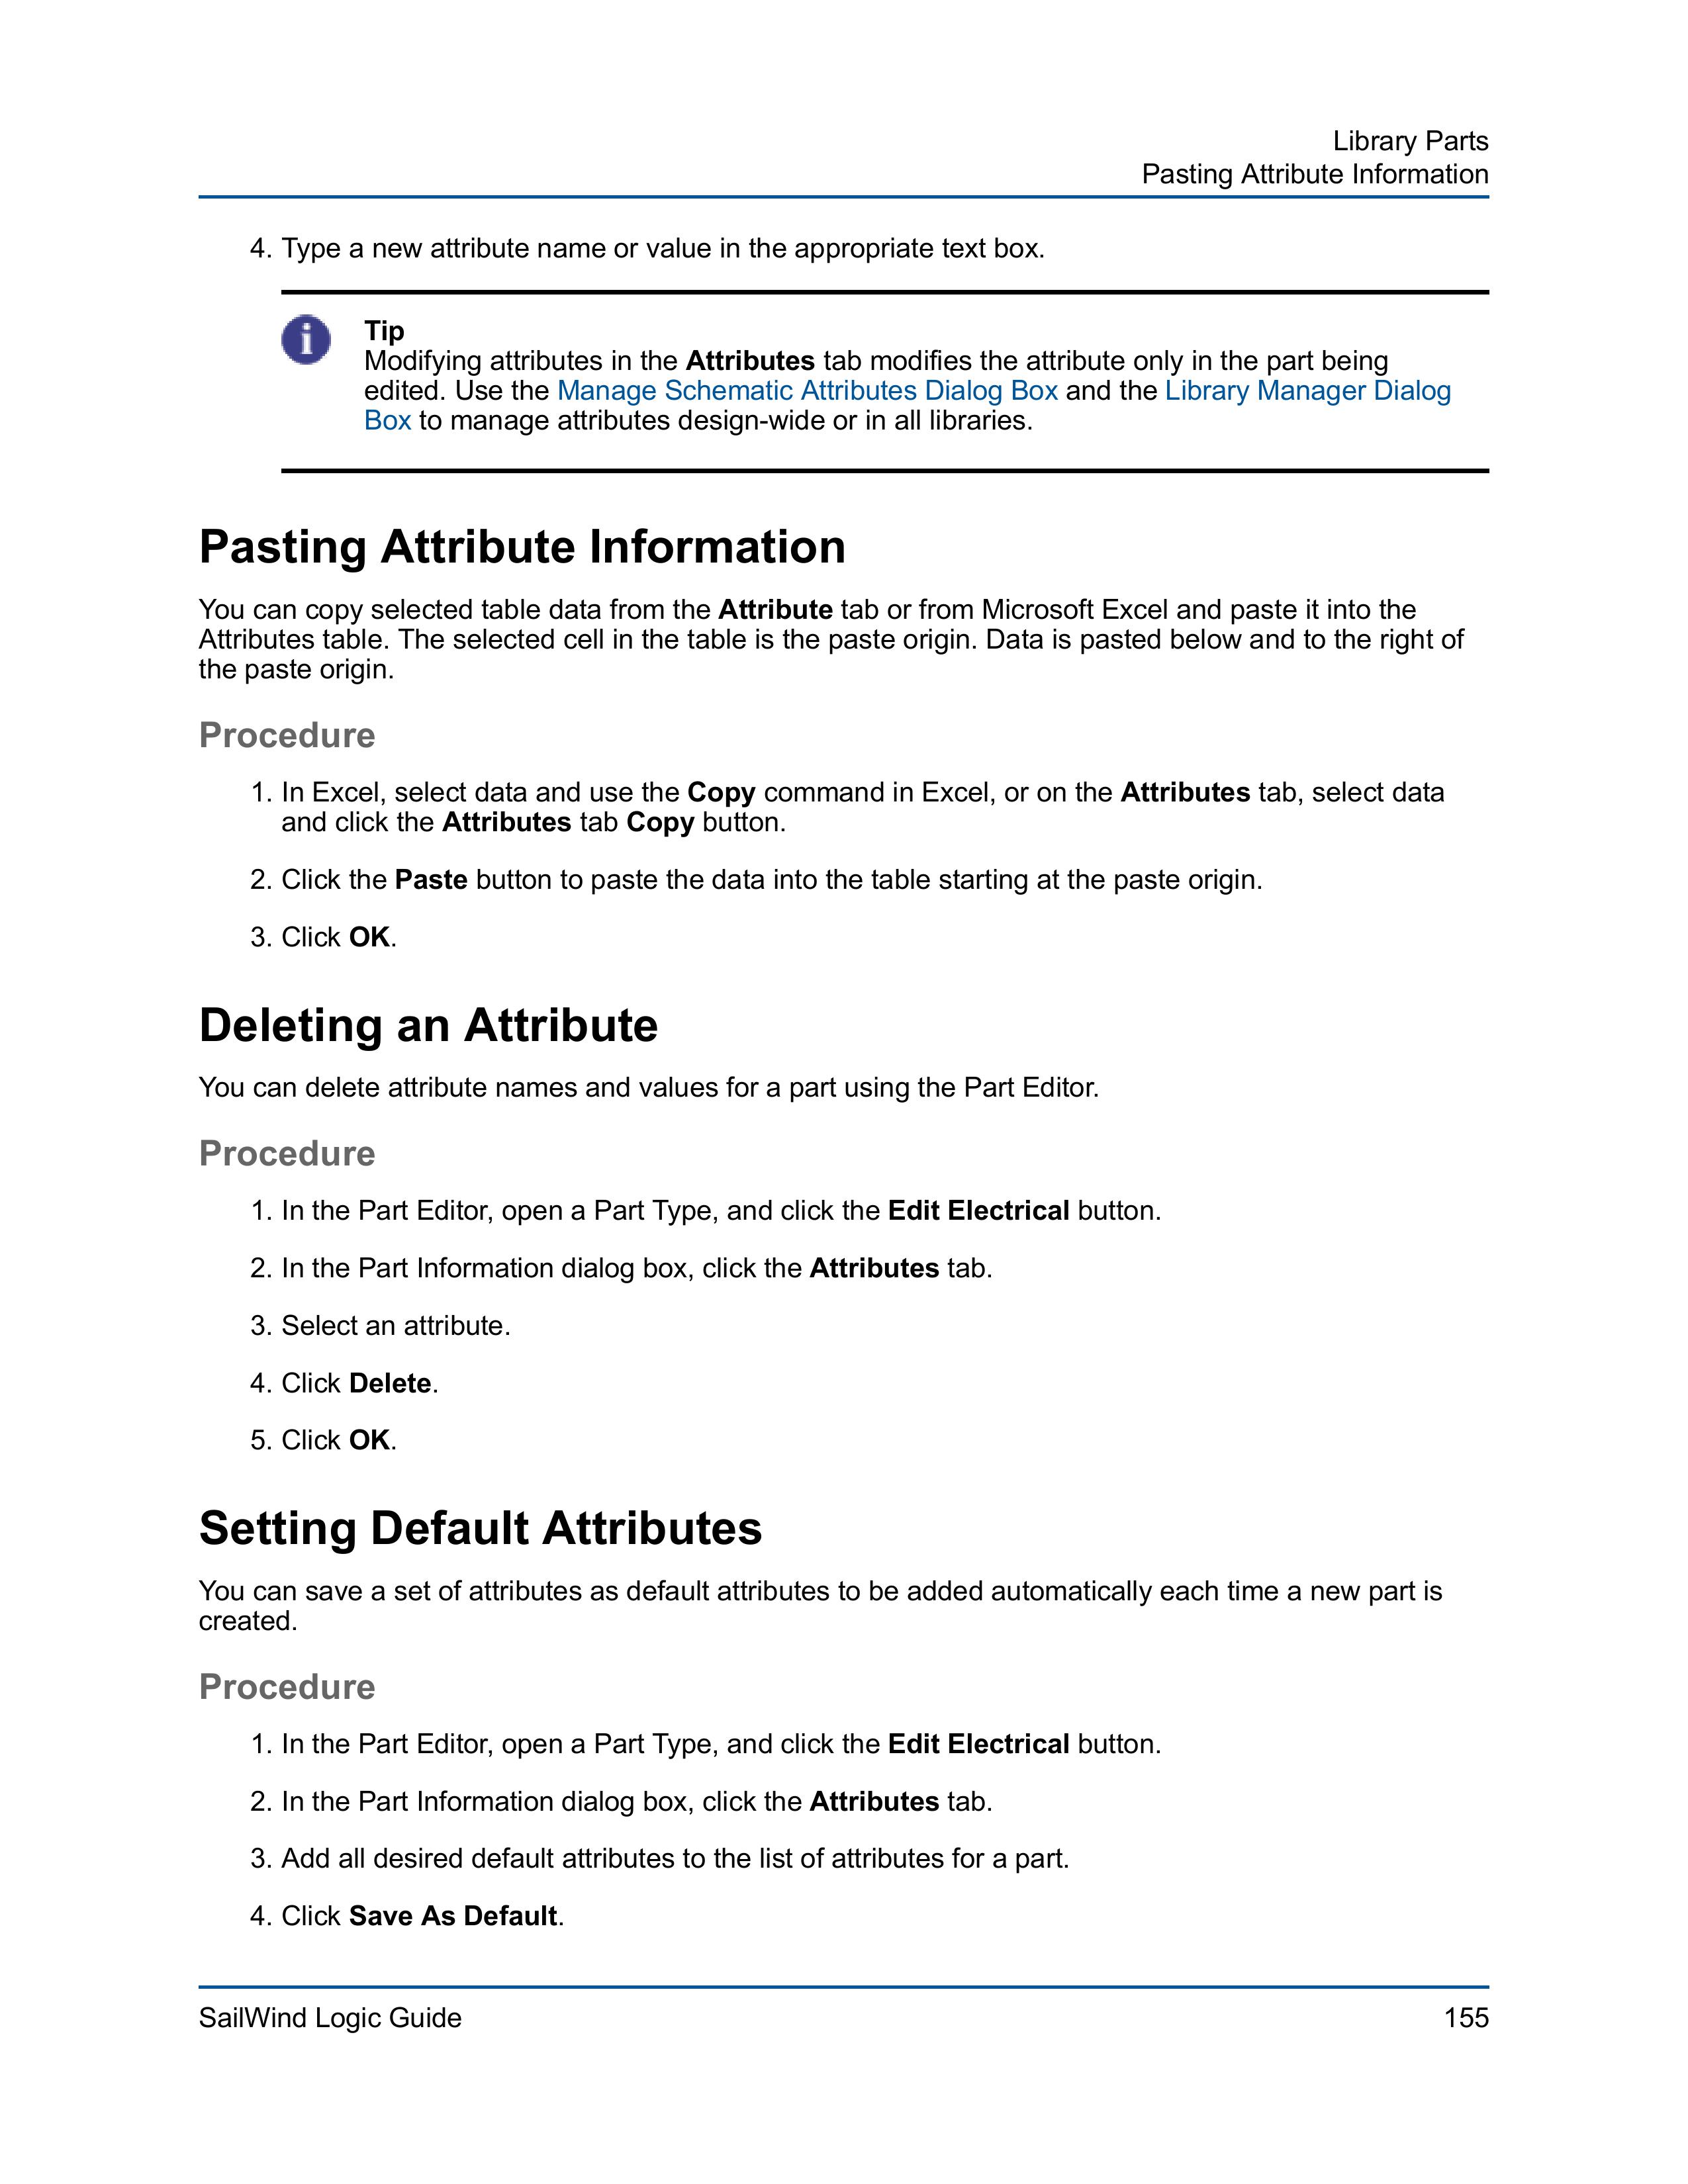 Library Parts
Pasting Attribute Information
4. Type a new attribute name or value in the appropriate text box.
Tip
Modifying attributes in the Attributes tab modifies the attribute only in the part being
edited. Use the Manage Schematic Attributes Dialog Box and the Library Manager Dialog
Box to manage attributes design-wide or in all libraries.
Pasting Attribute Information
You can copy selected table data from the Attribute tab or from Microsoft Excel and paste it into the
Attributes table. The selected cell in the table is the paste origin. Data is pasted below and to the right of
the paste origin.
Procedure
1. In Excel, select data and use the Copy command in Excel, or on the Attributes tab, select data
and click the Attributes tab Copy button.
2. Click the Paste button to paste the data into the table starting at the paste origin.
3. Click OK.
Deleting an Attribute
You can delete attribute names and values for a part using the Part Editor.
Procedure
1. In the Part Editor, open a Part Type, and click the Edit Electrical button.
2. In the Part Information dialog box, click the Attributes tab.
3. Select an attribute.
4. Click Delete.
5. Click OK.
Setting Default Attributes
You can save a set of attributes as default attributes to be added automatically each time a new part is
created.
Procedure
1. In the Part Editor, open a Part Type, and click the Edit Electrical button.
2. In the Part Information dialog box, click the Attributes tab.
3. Add all desired default attributes to the list of attributes for a part.
4. Click Save As Default.
SailWind Logic Guide 155